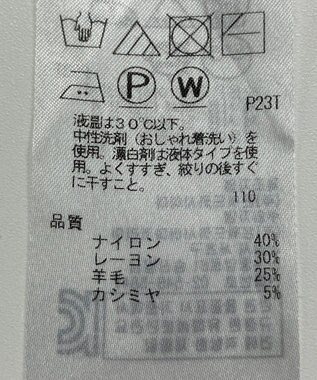 P W
P23T
液温は30℃以下。
中性洗剤（おしゃれ着洗い）を
使用。漂白剤は液体タイプを使
用。よくすすぎ、絞りの後すぐ
に干すこと。
110
品質
ナイロン 40%
レーヨン 30%
羊毛 25%
カシミヤ 5%